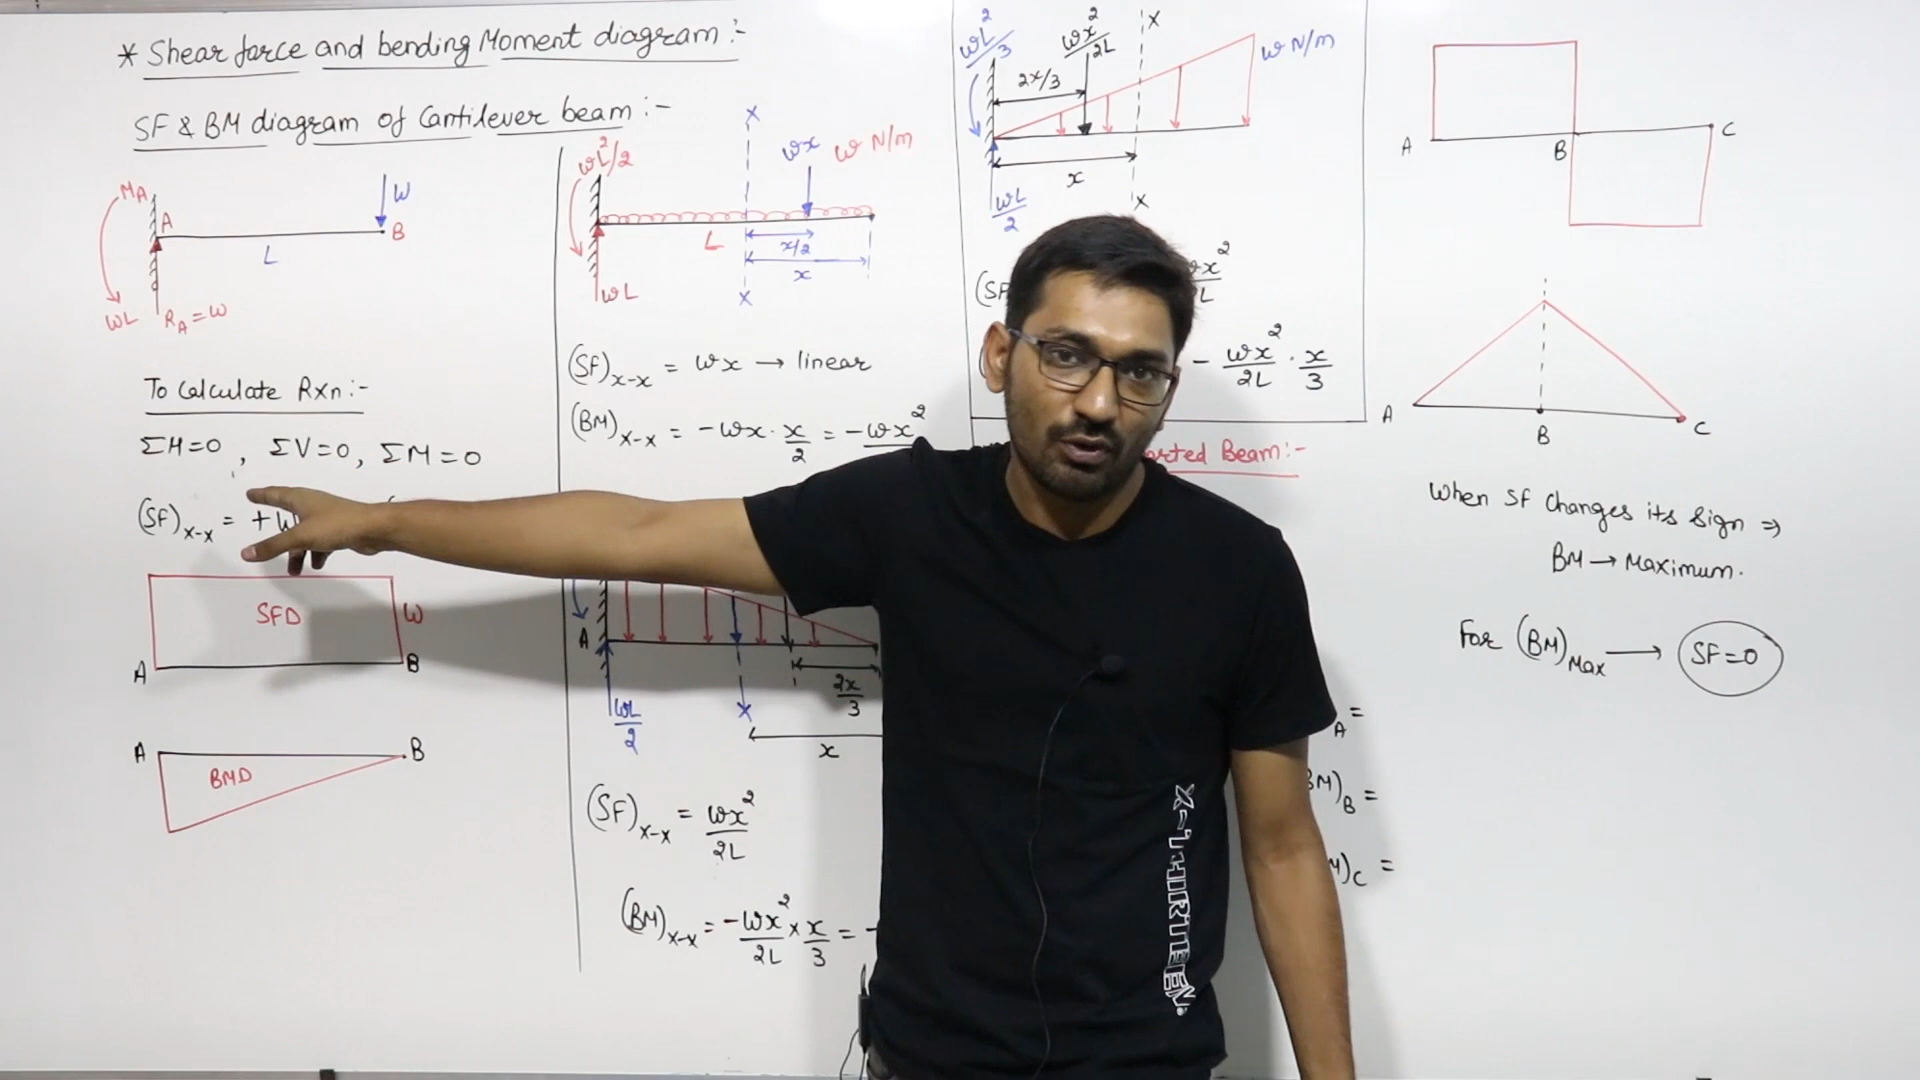 * Shear force and bending Moment diagram :-
SF & BM diagram of Cantilever beam :-
MA
A
W
B
L
WL
RA = W
To Calculate Rxn :-
ΣH=0 , ΣV=0, ΣM=0
(SF)x-x = + W
SFD
W
A
B
A
B
BMD
wL²/2
x
wx
w N/m
L
x/2
x
x
wL
(SF)x-x = wx → linear
(BM)x-x = -wx · x/2 = -wx²
A
wL/2
x
2x/3
x
(SF)x-x = wx²/2L
(BM)x-x = -wx²/2L × x/3 = -
wL²/3
wx²/2L
x
w N/m
2x/3
x
x
wL/2
- wx²/2L · x/3
Beam :-
A =
B =
C =
A
B
C
A
B
C
When SF Changes its Sign ⇒
BM → Maximum.
For (BM)Max → SF=0
X-THIRTEEN.